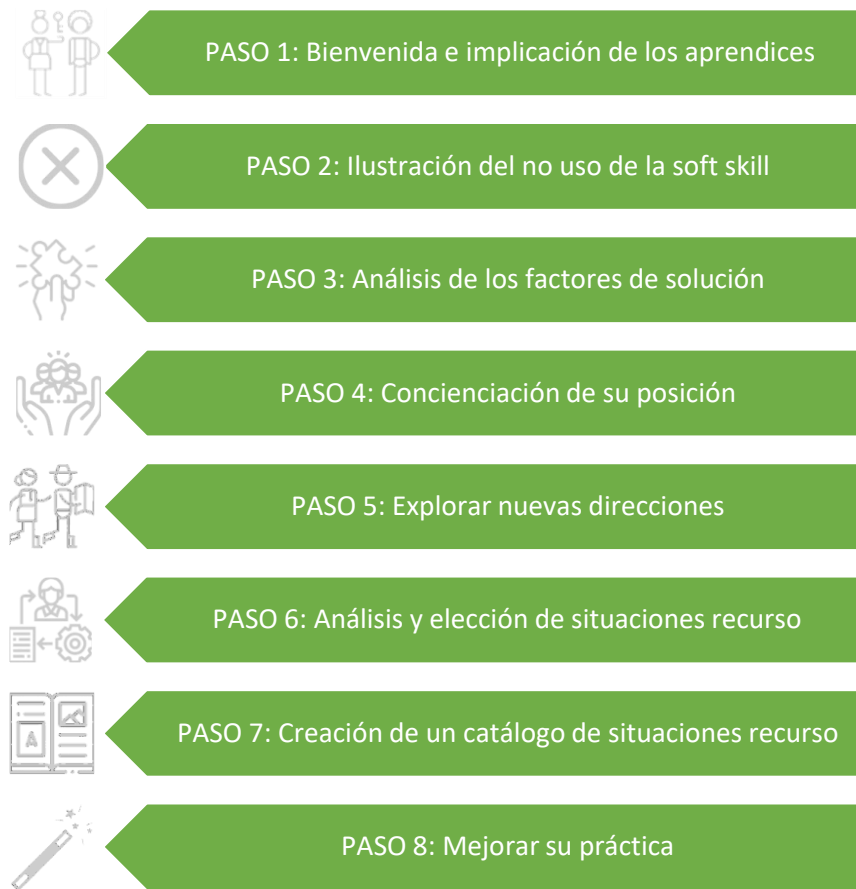 PASO 1: Bienvenida e implicación de los aprendices
PASO 2: Ilustración del no uso de la soft skill
PASO 3: Análisis de los factores de solución
PASO 4: Concienciación de su posición
PASO 5: Explorar nuevas direcciones
PASO 6: Análisis y elección de situaciones recurso
A
PASO 7: Creación de un catálogo de situaciones recurso
PASO 8: Mejorar su práctica